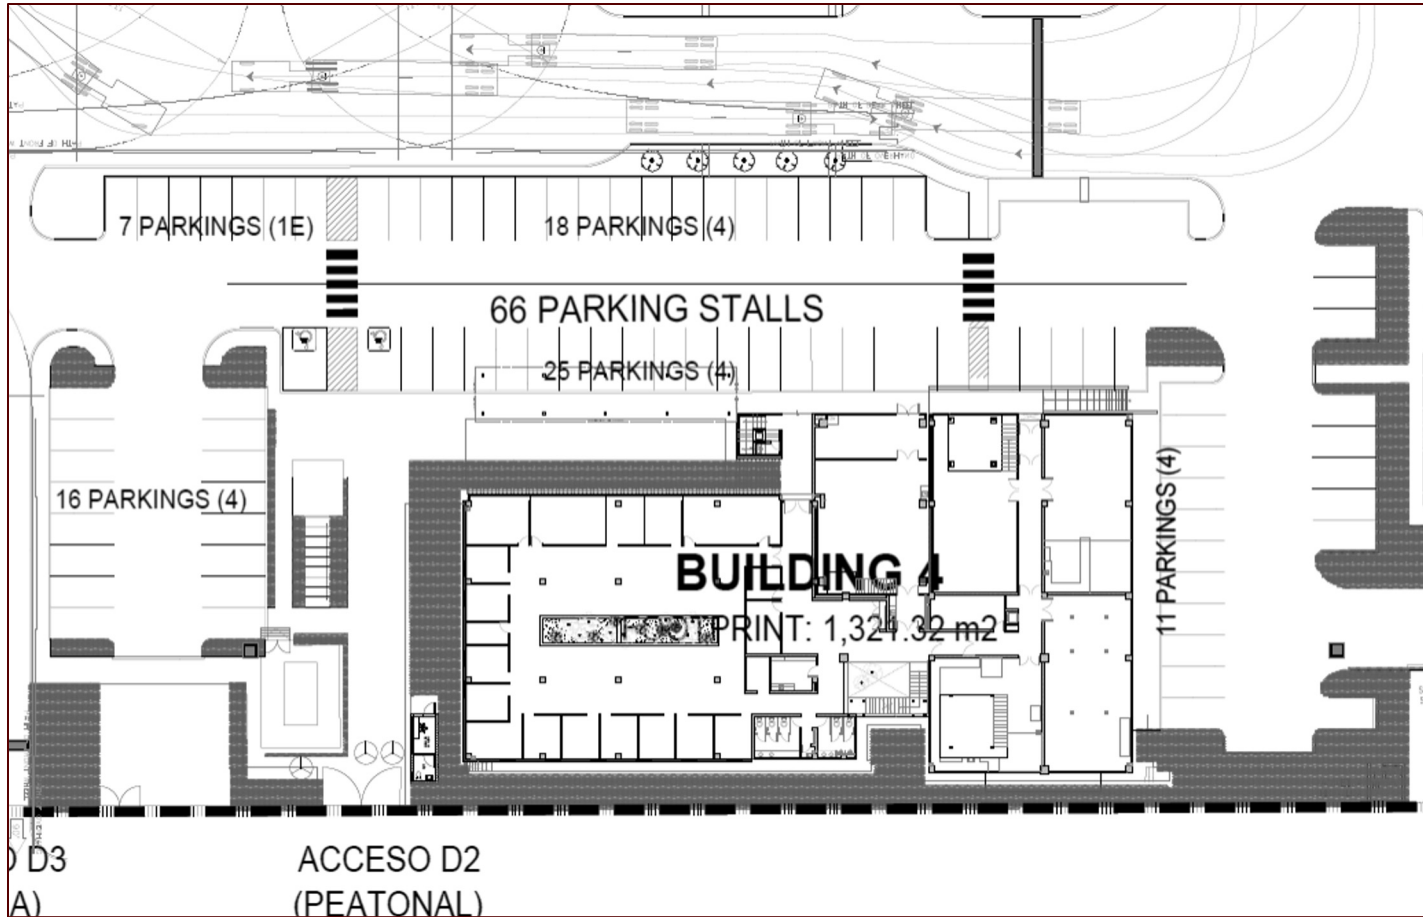 7 PARKINGS (1E)
18 PARKINGS (4)
66 PARKING STALLS
25 PARKINGS (4)
16 PARKINGS (4)
11 PARKINGS (4)
BUILDING 4
PRINT: 1,321.32 m2
D3
A)
ACCESO D2
(PEATONAL)